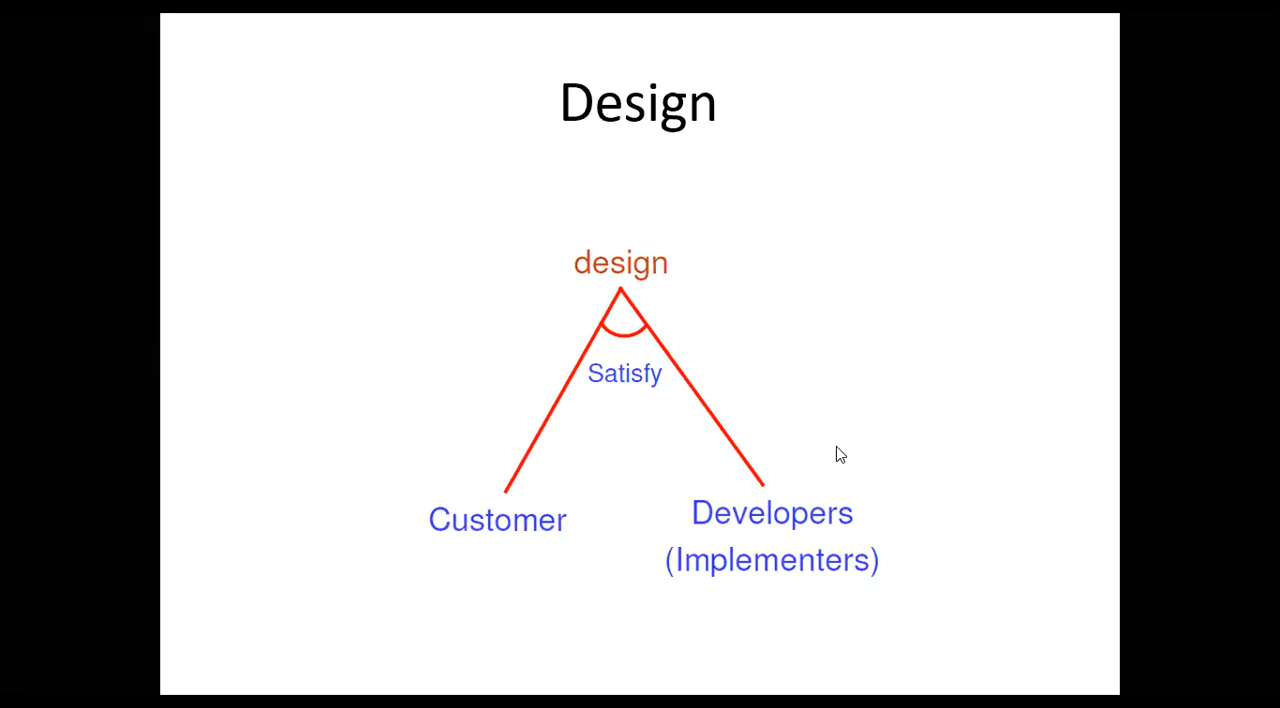 Design
design
Satisfy
Customer
Developers
(Implementers)